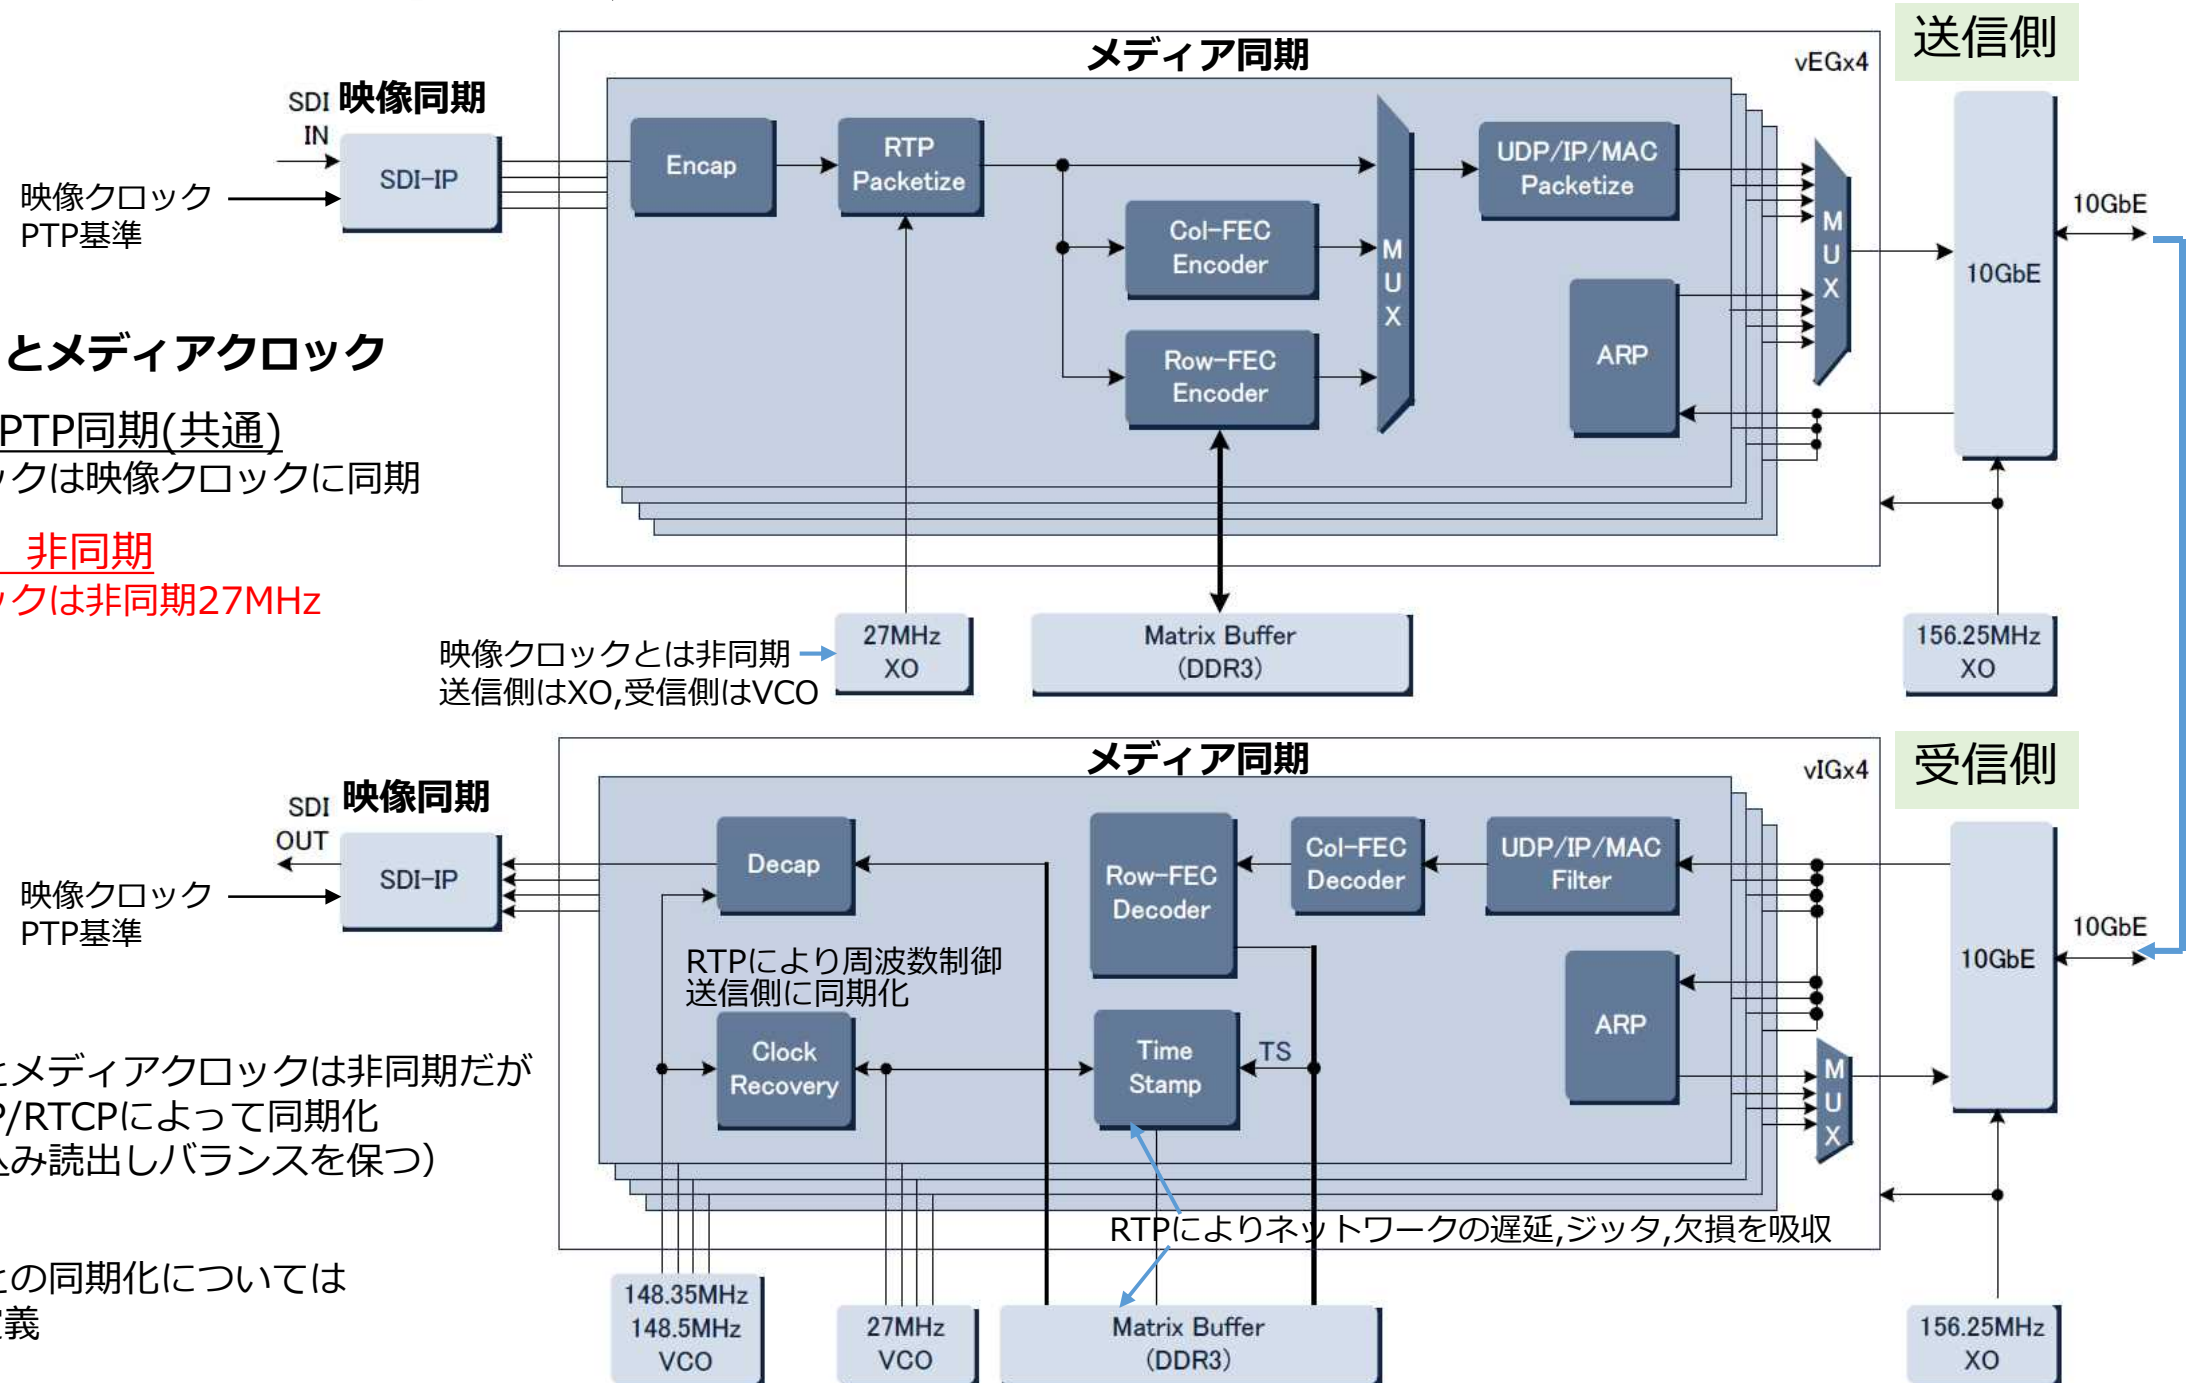 メディア同期
vEGx4
送信側
SDI
IN
映像同期
SDI-IP
映像クロック
PTP基準
Encap
RTP
Packetize
Col-FEC
Encoder
Row-FEC
Encoder
MUX
UDP/IP/MAC
Packetize
ARP
MUX
10GbE
10GbE
とメディアクロック
PTP同期(共通)
ックは映像クロックに同期
非同期
ックは非同期27MHz
映像クロックとは非同期
送信側はXO,受信側はVCO
27MHz
XO
Matrix Buffer
(DDR3)
156.25MHz
XO
メディア同期
vIGx4
受信側
SDI
OUT
映像同期
SDI-IP
映像クロック
PTP基準
Decap
Row-FEC
Decoder
Col-FEC
Decoder
UDP/IP/MAC
Filter
RTPにより周波数制御
送信側に同期化
Clock
Recovery
Time
Stamp
TS
ARP
MUX
10GbE
10GbE
とメディアクロックは非同期だが
P/RTCPによって同期化
込み読出しバランスを保つ）
RTPによりネットワークの遅延,ジッタ,欠損を吸収
との同期化については
定義
148.35MHz
148.5MHz
VCO
27MHz
VCO
Matrix Buffer
(DDR3)
156.25MHz
XO